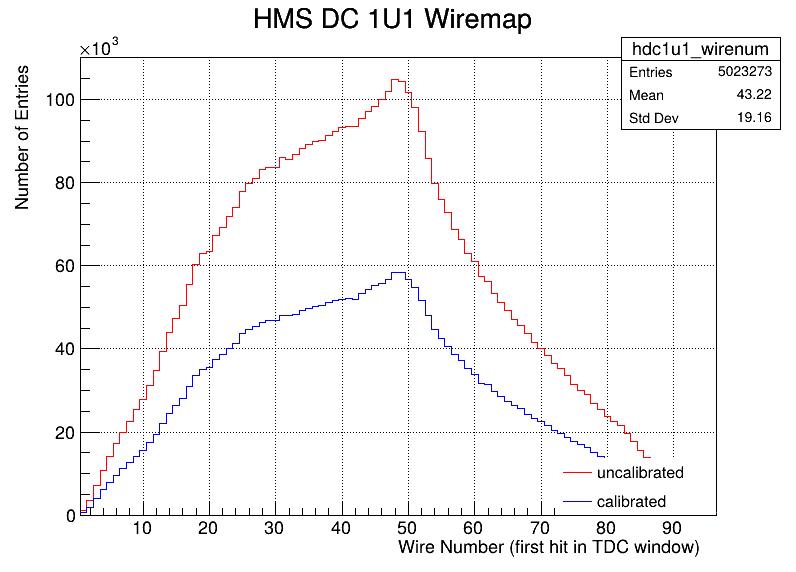 HMS DC 1U1 Wiremap
×10³
hdc1u1_wirenum
Entries 5023273
Mean 43.22
Std Dev 19.16
Number of Entries
100
80
60
40
20
0
uncalibrated
calibrated
10 20 30 40 50 60 70 80 90
Wire Number (first hit in TDC window)